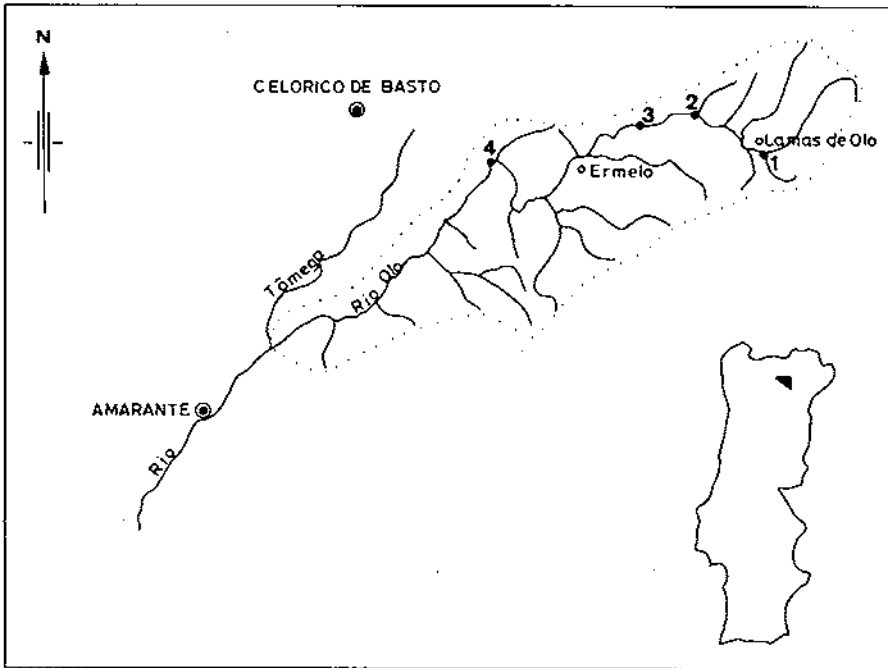 N
CELORICO DE BASTO
2
3
Lamas de Olo
1
4
Ermelo
Tâmega
Rio Olo
AMARANTE
Rio